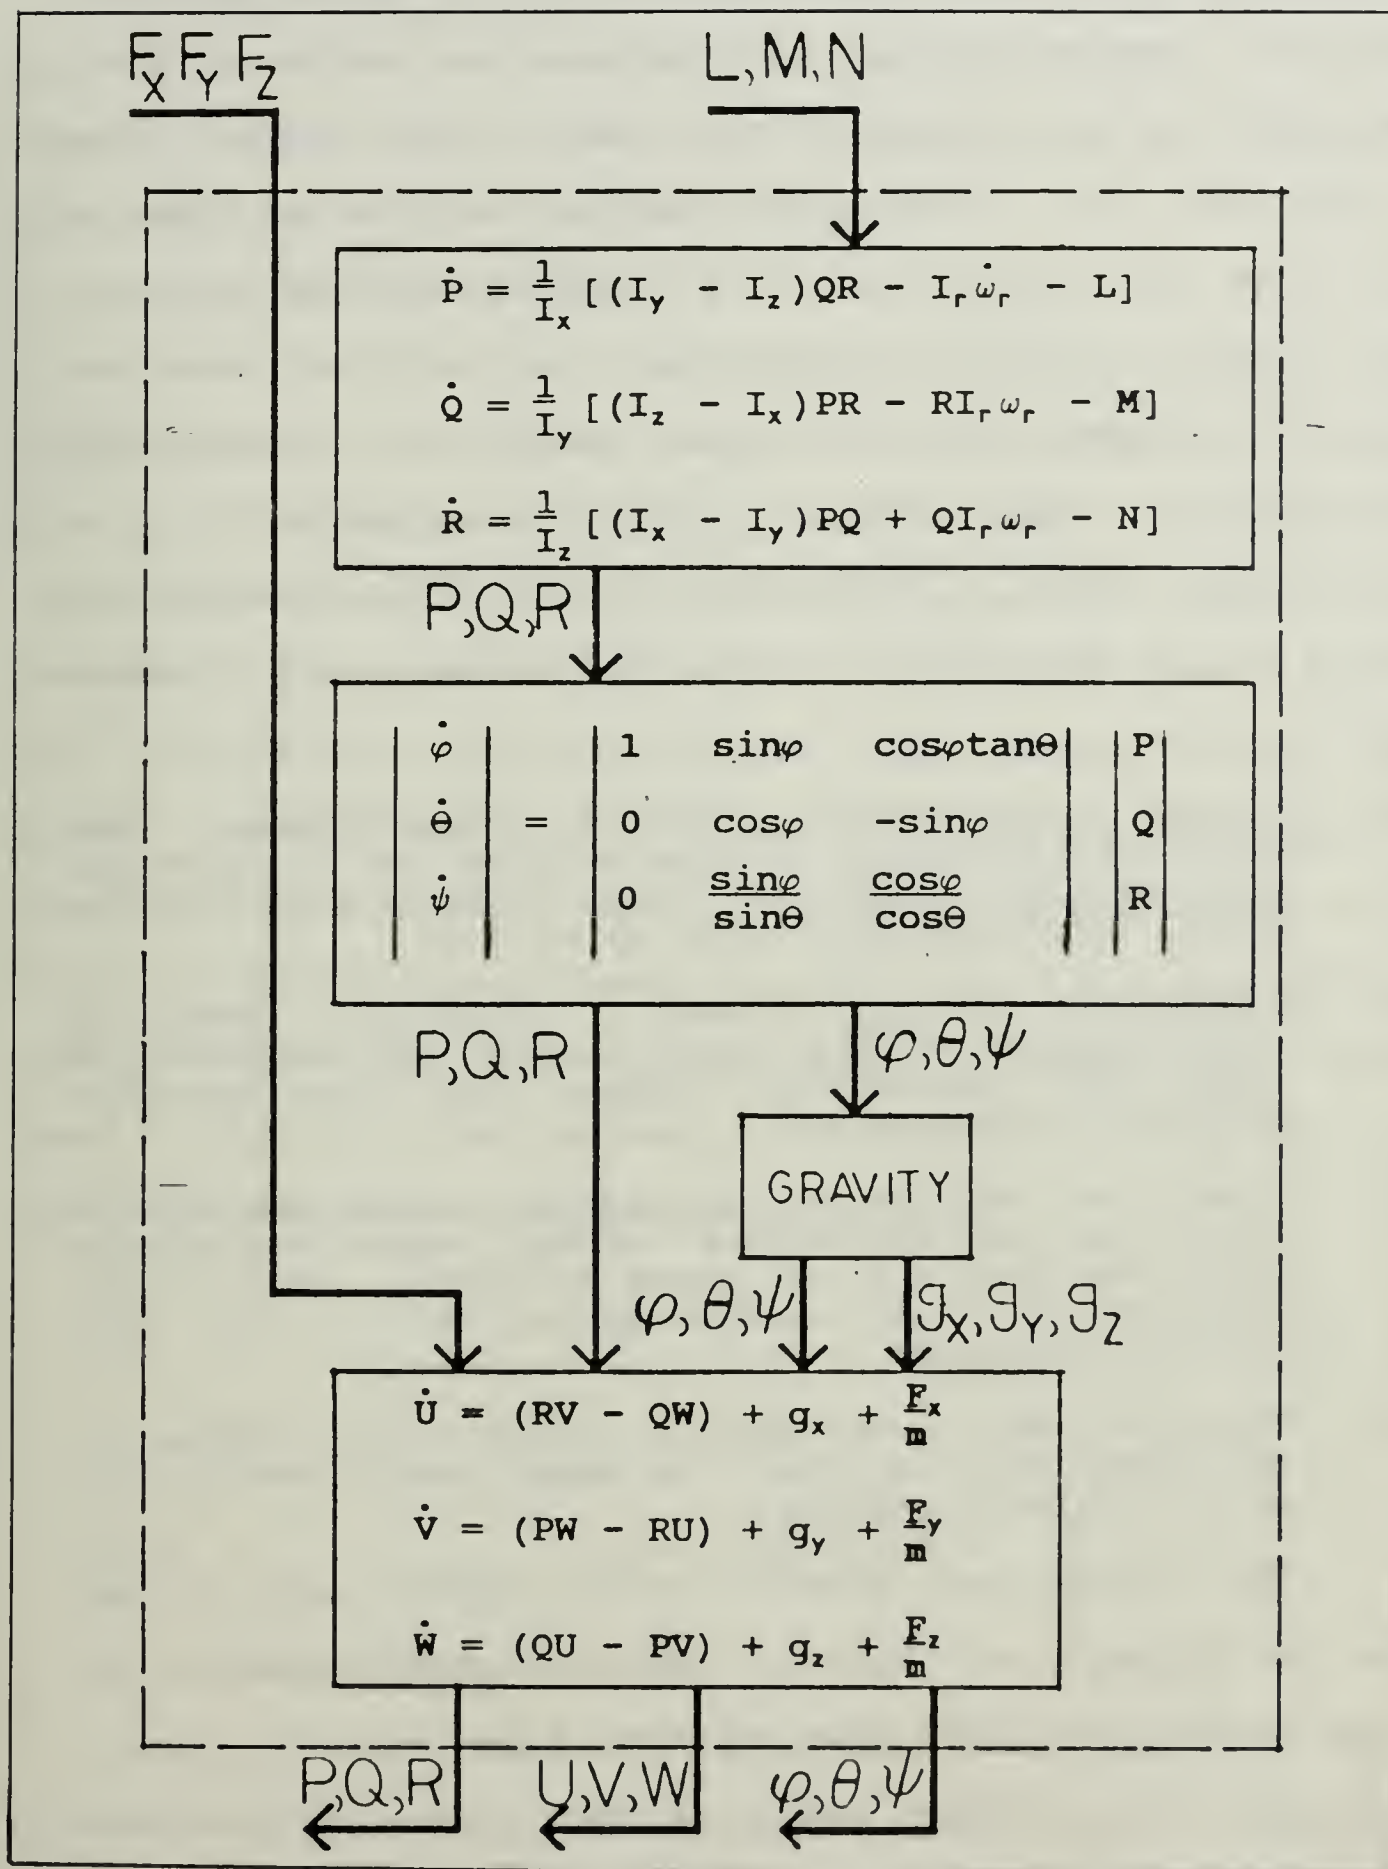 F_X F_Y F_Z
L,M,N
Ṗ = 1/I_x [(I_y - I_z)QR - I_r ω̇_r - L]
Q̇ = 1/I_y [(I_z - I_x)PR - RI_r ω_r - M]
Ṙ = 1/I_z [(I_x - I_y)PQ + QI_r ω_r - N]
P,Q,R
| φ̇ | | 1 sinφ cosφtanθ | | P |
| θ̇ | = | 0 cosφ -sinφ | | Q |
| ψ̇ | | 0 sinφ/sinθ cosφ/cosθ | | R |
P,Q,R
φ,θ,ψ
GRAVITY
φ,θ,ψ
g_X,g_Y,g_Z
U̇ = (RV - QW) + g_x + F_x/m
V̇ = (PW - RU) + g_y + F_y/m
Ẇ = (QU - PV) + g_z + F_z/m
P,Q,R
U,V,W
φ,θ,ψ